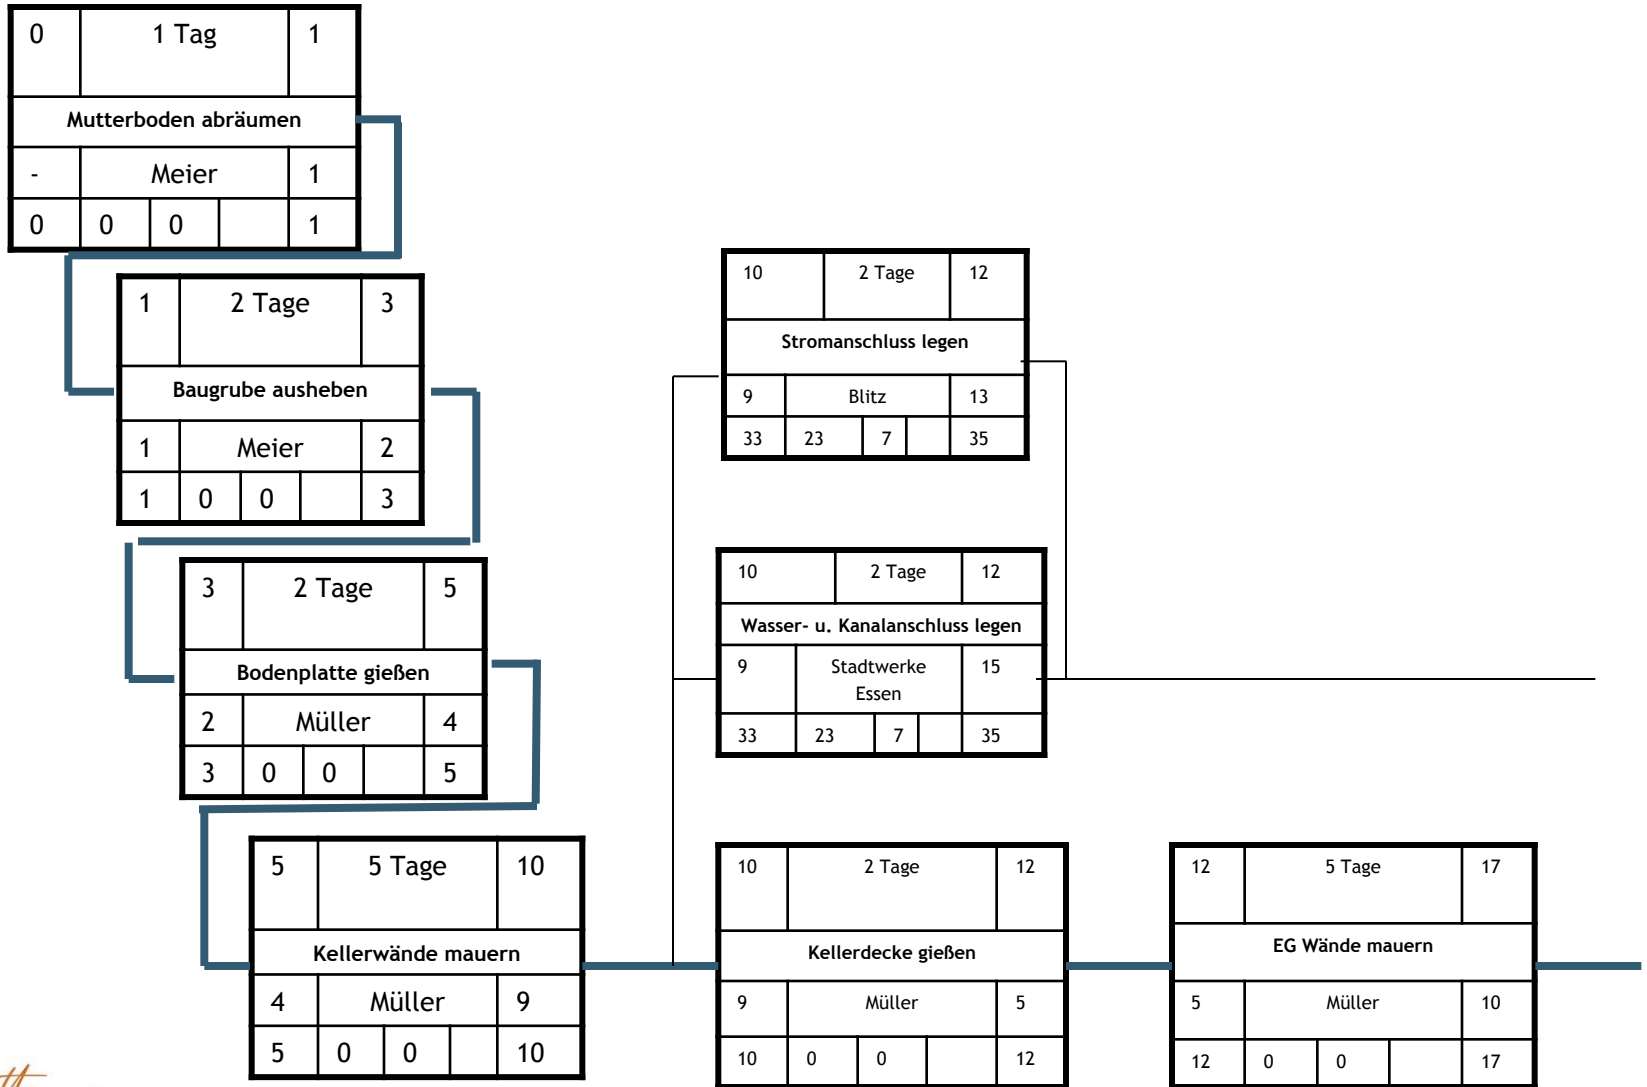 0 1 Tag 1
Mutterboden abräumen
- Meier 1
0 0 0 1
1 2 Tage 3
Baugrube ausheben
1 Meier 2
1 0 0 3
3 2 Tage 5
Bodenplatte gießen
2 Müller 4
3 0 0 5
5 5 Tage 10
Kellerwände mauern
4 Müller 9
5 0 0 10
10 2 Tage 12
Stromanschluss legen
9 Blitz 13
33 23 7 35
10 2 Tage 12
Wasser- u. Kanalanschluss legen
9 Stadtwerke 15
Essen
33 23 7 35
10 2 Tage 12
Kellerdecke gießen
9 Müller 5
10 0 0 12
12 5 Tage 17
EG Wände mauern
5 Müller 10
12 0 0 17